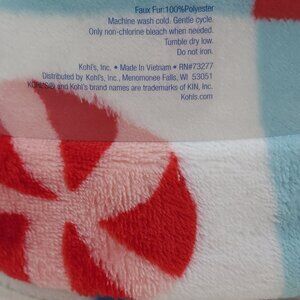 Faux Fur:100%Polyester
Machine wash cold. Gentle cycle.
Only non-chlorine bleach when needed.
Tumble dry low.
Do not iron.
Kohl's, Inc. • Made In Vietnam • RN#73277
Distributed by Kohl's, Inc., Menomonee Falls, WI 53051
KOHL'S® and Kohl's brand names are trademarks of KIN, Inc.
Kohls.com